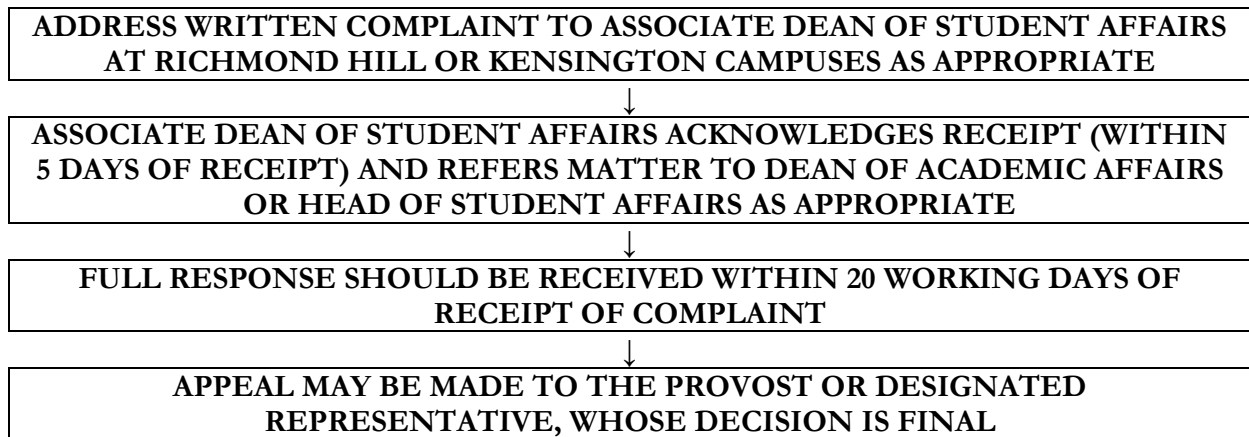 ADDRESS WRITTEN COMPLAINT TO ASSOCIATE DEAN OF STUDENT AFFAIRS
AT RICHMOND HILL OR KENSINGTON CAMPUSES AS APPROPRIATE
↓
ASSOCIATE DEAN OF STUDENT AFFAIRS ACKNOWLEDGES RECEIPT (WITHIN
5 DAYS OF RECEIPT) AND REFERS MATTER TO DEAN OF ACADEMIC AFFAIRS
OR HEAD OF STUDENT AFFAIRS AS APPROPRIATE
↓
FULL RESPONSE SHOULD BE RECEIVED WITHIN 20 WORKING DAYS OF
RECEIPT OF COMPLAINT
↓
APPEAL MAY BE MADE TO THE PROVOST OR DESIGNATED
REPRESENTATIVE, WHOSE DECISION IS FINAL